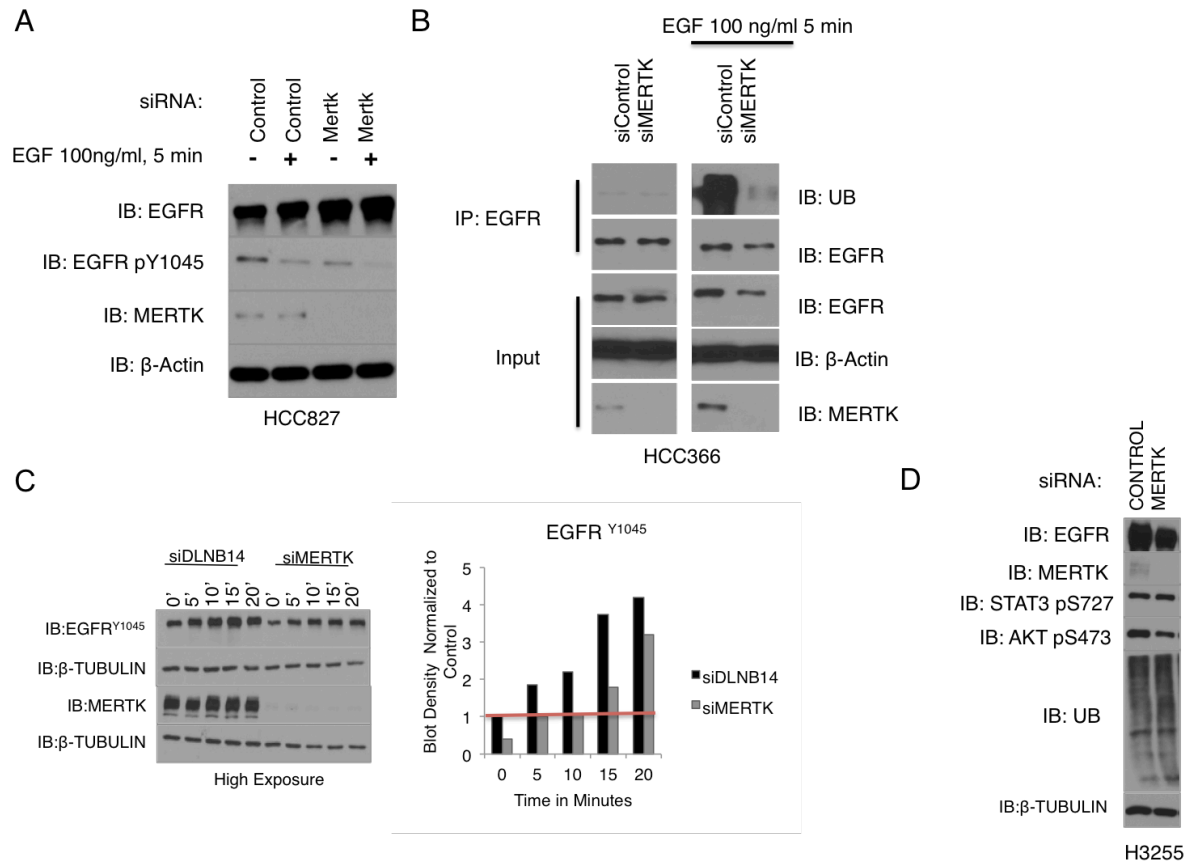 A
siRNA:
Control
Control
Mertk
Mertk
EGF 100ng/ml, 5 min
- + - +
IB: EGFR
IB: EGFR pY1045
IB: MERTK
IB: β-Actin
HCC827
B
EGF 100 ng/ml 5 min
siControl
siMERTK
siControl
siMERTK
IP: EGFR
IB: UB
IB: EGFR
Input
IB: EGFR
IB: β-Actin
IB: MERTK
HCC366
C
siDLNB14 siMERTK
0' 5' 10' 15' 20' 0' 5' 10' 15' 20'
IB:EGFRY1045
IB:β-TUBULIN
IB:MERTK
IB:β-TUBULIN
High Exposure
EGFR Y1045
Blot Density Normalized to
Control
5
4
3
2
1
0
0 5 10 15 20
Time in Minutes
siDLNB14
siMERTK
D
siRNA:
CONTROL
MERTK
IB: EGFR
IB: MERTK
IB: STAT3 pS727
IB: AKT pS473
IB: UB
IB:β-TUBULIN
H3255